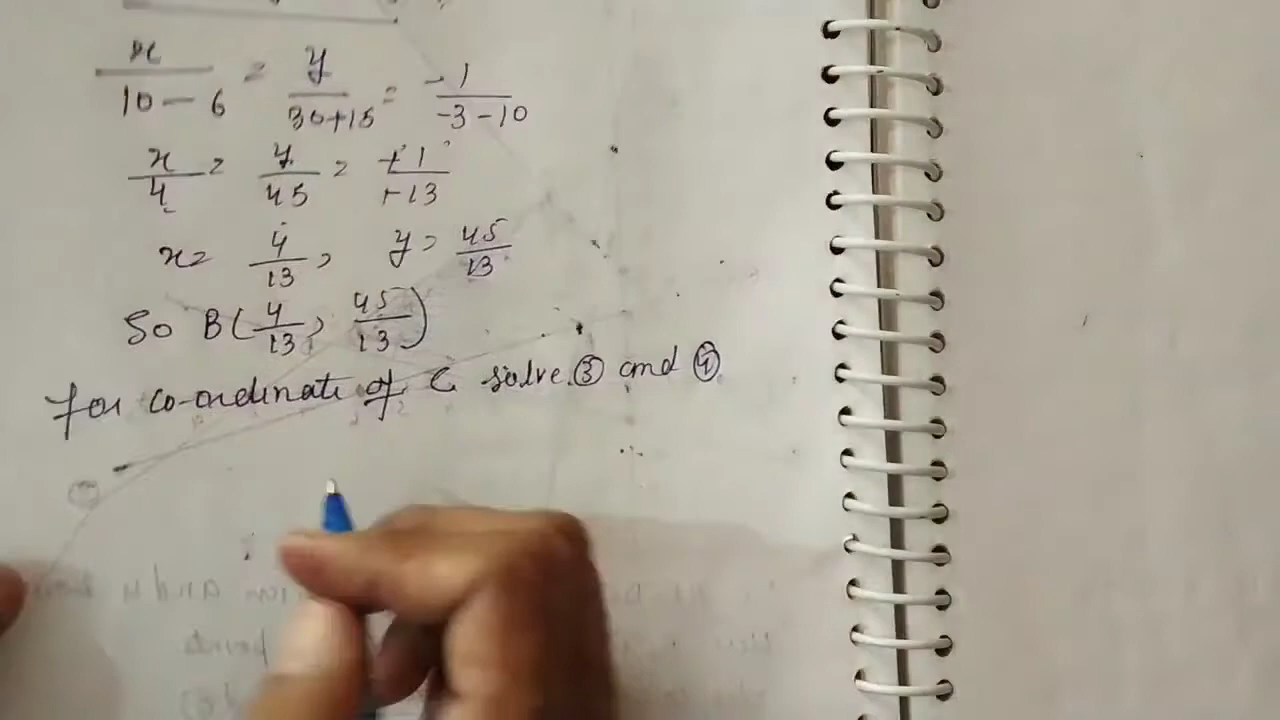 x/(10-6) = y/(30+15) = -1/(-3-10)
x/4 = y/45 = +1/+13
x = 4/13, y = 45/13
So B(4/13, 45/13)
for co-ordinate of C solve ③ and ④